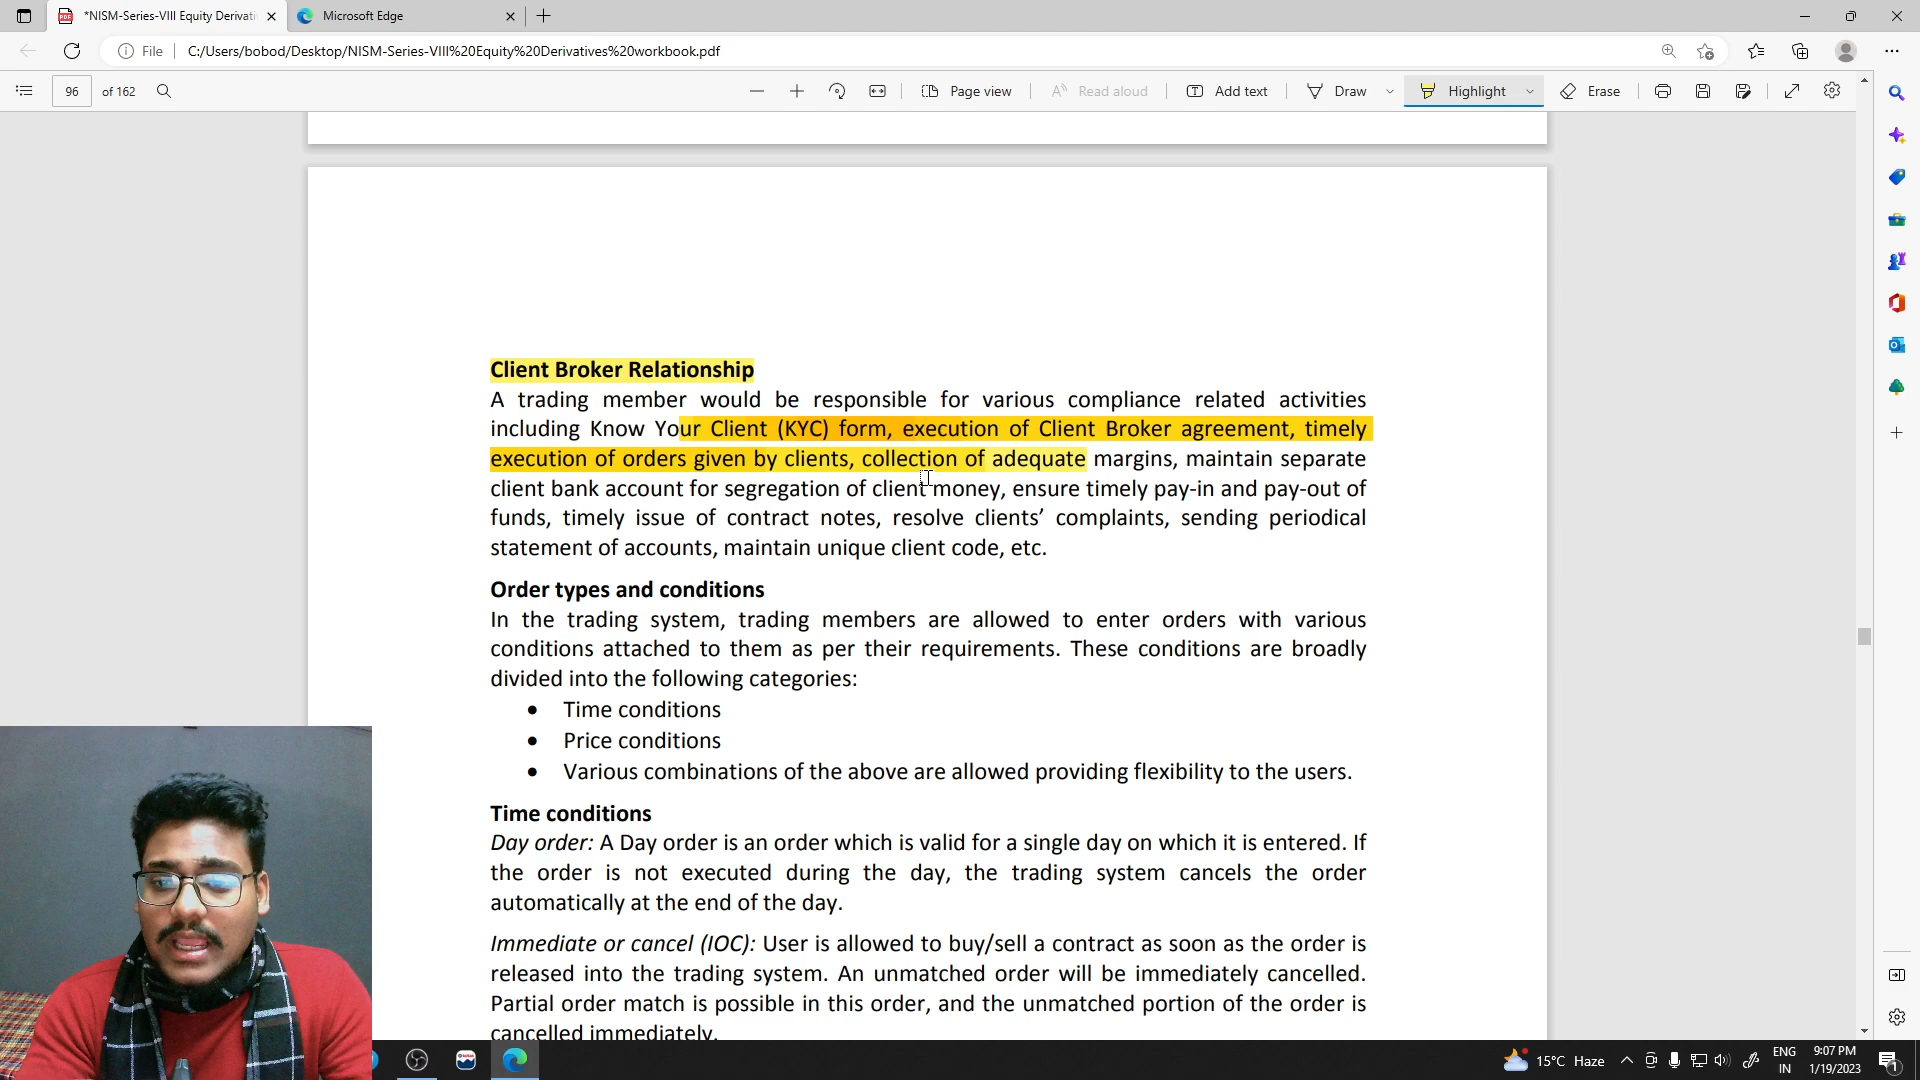 *NISM-Series-VIII Equity Derivati
Microsoft Edge
File
C:/Users/bobod/Desktop/NISM-Series-VIII%20Equity%20Derivatives%20workbook.pdf
96 of 162
Page view
Read aloud
Add text
Draw
Highlight
Erase
Client Broker Relationship
A trading member would be responsible for various compliance related activities
including Know Your Client (KYC) form, execution of Client Broker agreement, timely
execution of orders given by clients, collection of adequate margins, maintain separate
client bank account for segregation of client money, ensure timely pay-in and pay-out of
funds, timely issue of contract notes, resolve clients’ complaints, sending periodical
statement of accounts, maintain unique client code, etc.
Order types and conditions
In the trading system, trading members are allowed to enter orders with various
conditions attached to them as per their requirements. These conditions are broadly
divided into the following categories:
• Time conditions
• Price conditions
• Various combinations of the above are allowed providing flexibility to the users.
Time conditions
Day order: A Day order is an order which is valid for a single day on which it is entered. If
the order is not executed during the day, the trading system cancels the order
automatically at the end of the day.
Immediate or cancel (IOC): User is allowed to buy/sell a contract as soon as the order is
released into the trading system. An unmatched order will be immediately cancelled.
Partial order match is possible in this order, and the unmatched portion of the order is
cancelled immediately.
15°C Haze
ENG
IN
9:07 PM
1/19/2023
1